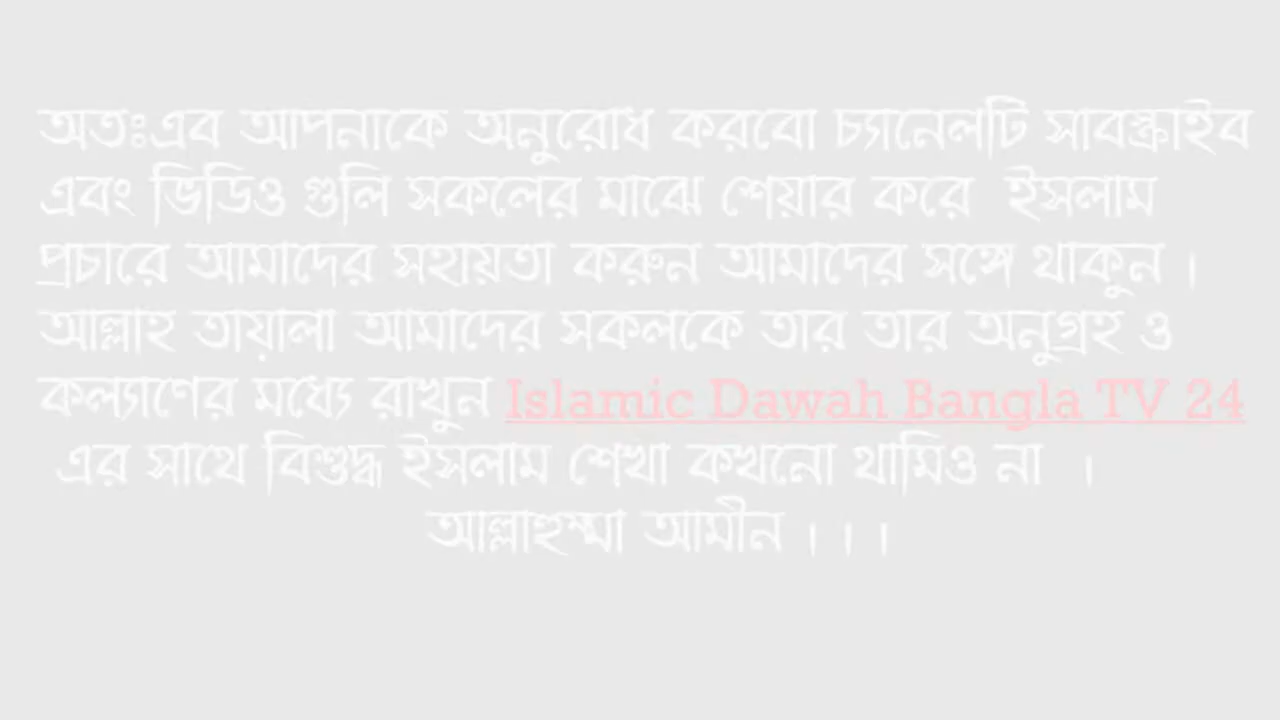 অতঃএব আপনাকে অনুরোধ করবো চ্যানেলটি সাবস্ক্রাইব
এবং ভিডিও গুলি সকলের মাঝে শেয়ার করে ইসলাম
প্রচারে আমাদের সহায়তা করুন আমাদের সঙ্গে থাকুন ।
আল্লাহ তায়ালা আমাদের সকলকে তার তার অনুগ্রহ ও
কল্যাণের মধ্যে রাখুন Islamic Dawah Bangla TV 24
এর সাথে বিশুদ্ধ ইসলাম শেখা কখনো থামিও না ।
আল্লাহুম্মা আমীন । । ।